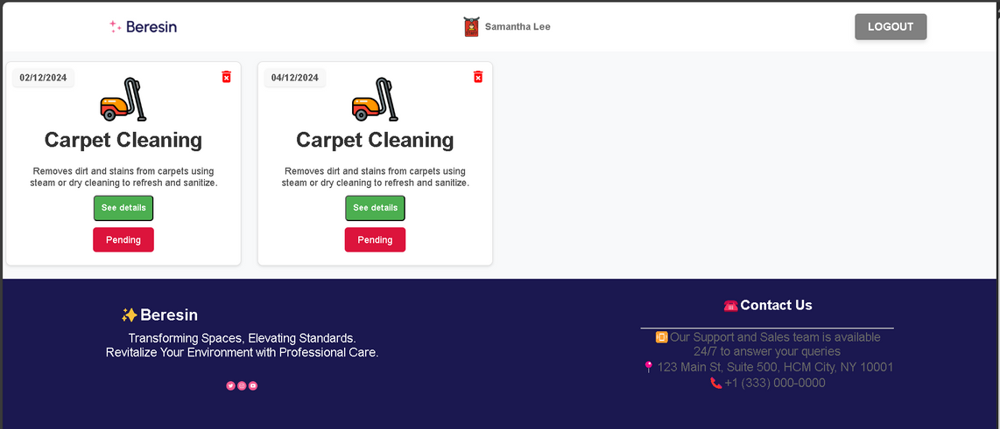 Beresin
Samantha Lee
LOGOUT
02/12/2024
Carpet Cleaning
Removes dirt and stains from carpets using
steam or dry cleaning to refresh and sanitize.
See details
Pending
04/12/2024
Carpet Cleaning
Removes dirt and stains from carpets using
steam or dry cleaning to refresh and sanitize.
See details
Pending
✨Beresin
Transforming Spaces, Elevating Standards.
Revitalize Your Environment with Professional Care.
☎️Contact Us
Our Support and Sales team is available
24/7 to answer your queries
📍 123 Main St, Suite 500, HCM City, NY 10001
📞 +1 (333) 000-0000